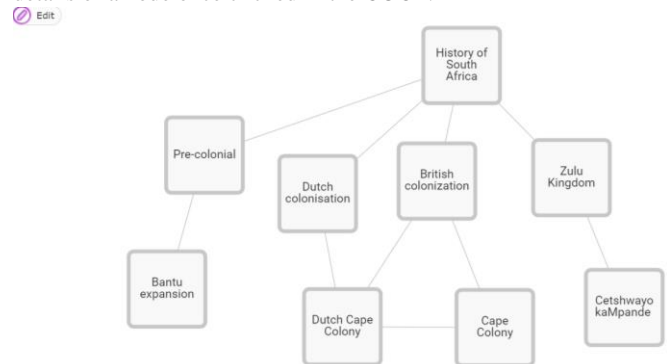 Edit
History of
South
Africa
Pre-colonial
Dutch
colonisation
British
colonization
Zulu
Kingdom
Bantu
expansion
Dutch Cape
Colony
Cape
Colony
Cetshwayo
kaMpande